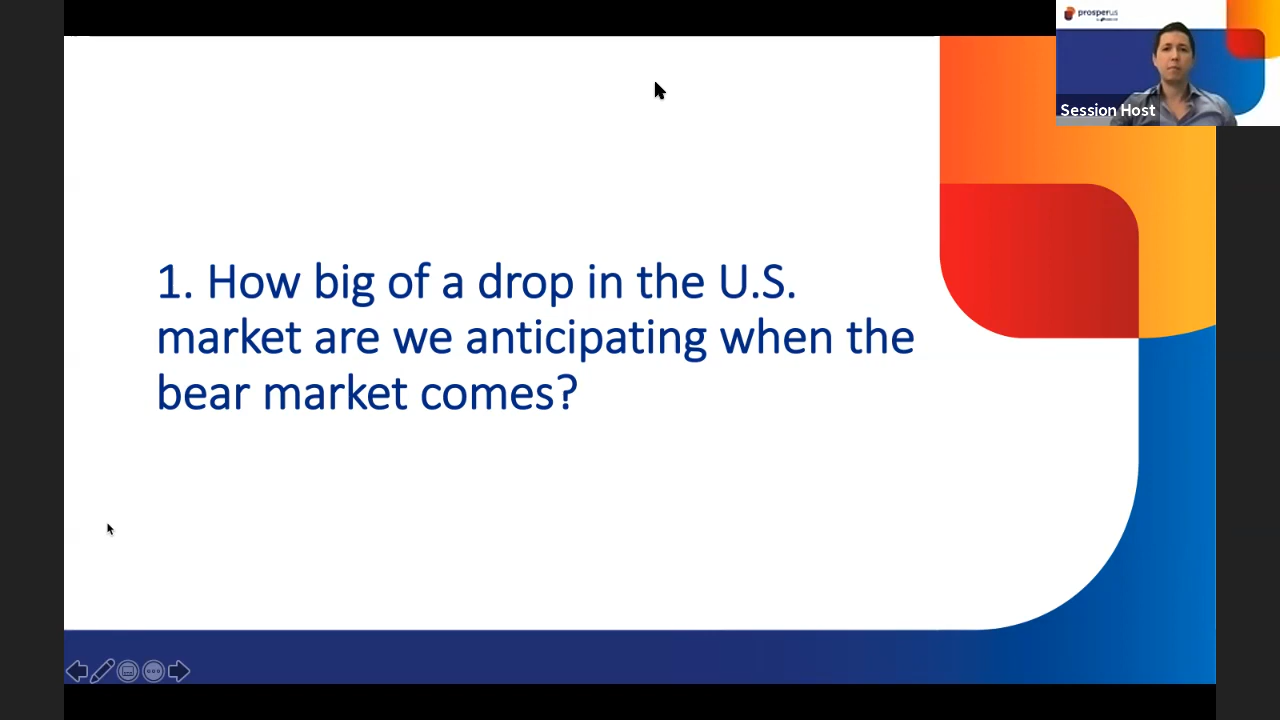 prosperus
Session Host
1. How big of a drop in the U.S.
market are we anticipating when the
bear market comes?